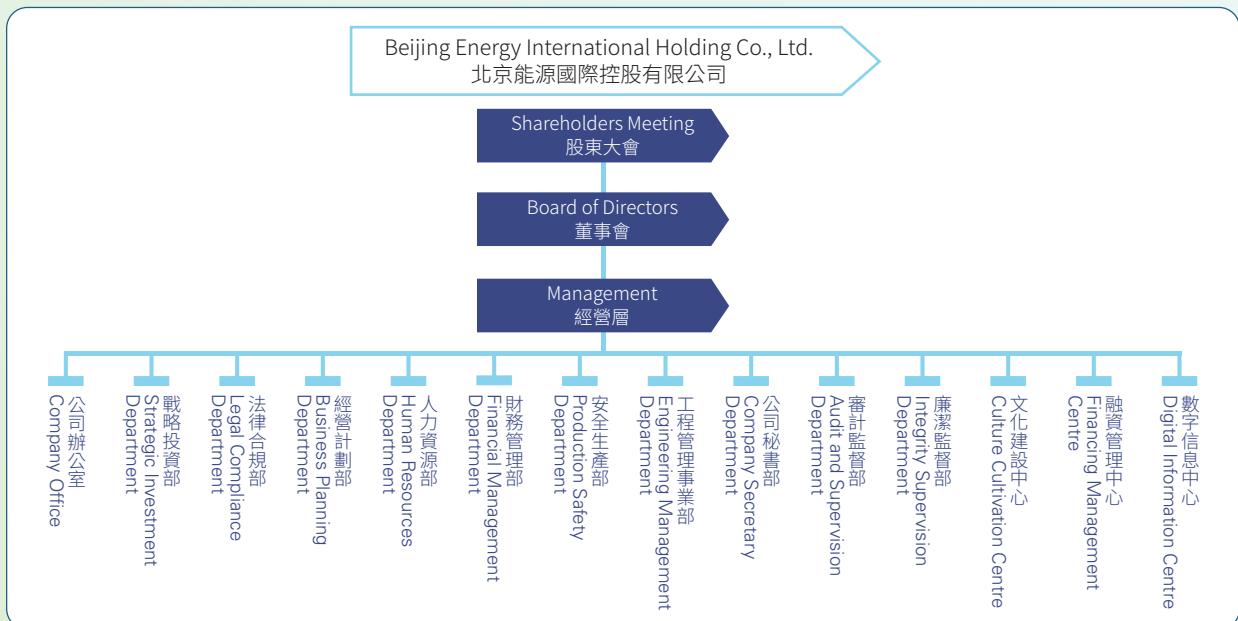 Beijing Energy International Holding Co., Ltd.
北京能源國際控股有限公司
Shareholders Meeting
股東大會
Board of Directors
董事會
Management
經營層
公司辦公室
Company Office
戰略投資部
Strategic Investment
Department
法律合規部
Legal Compliance
Department
經營計劃部
Business Planning
Department
人力資源部
Human Resources
Department
財務管理部
Financial Management
Department
安全生產部
Production Safety
Department
工程管理事業部
Engineering Management
Department
公司秘書部
Company Secretary
Department
審計監督部
Audit and Supervision
Department
廉潔監督部
Integrity Supervision
Department
文化建設中心
Culture Cultivation Centre
融資管理中心
Financing Management
Centre
數字信息中心
Digital Information Centre